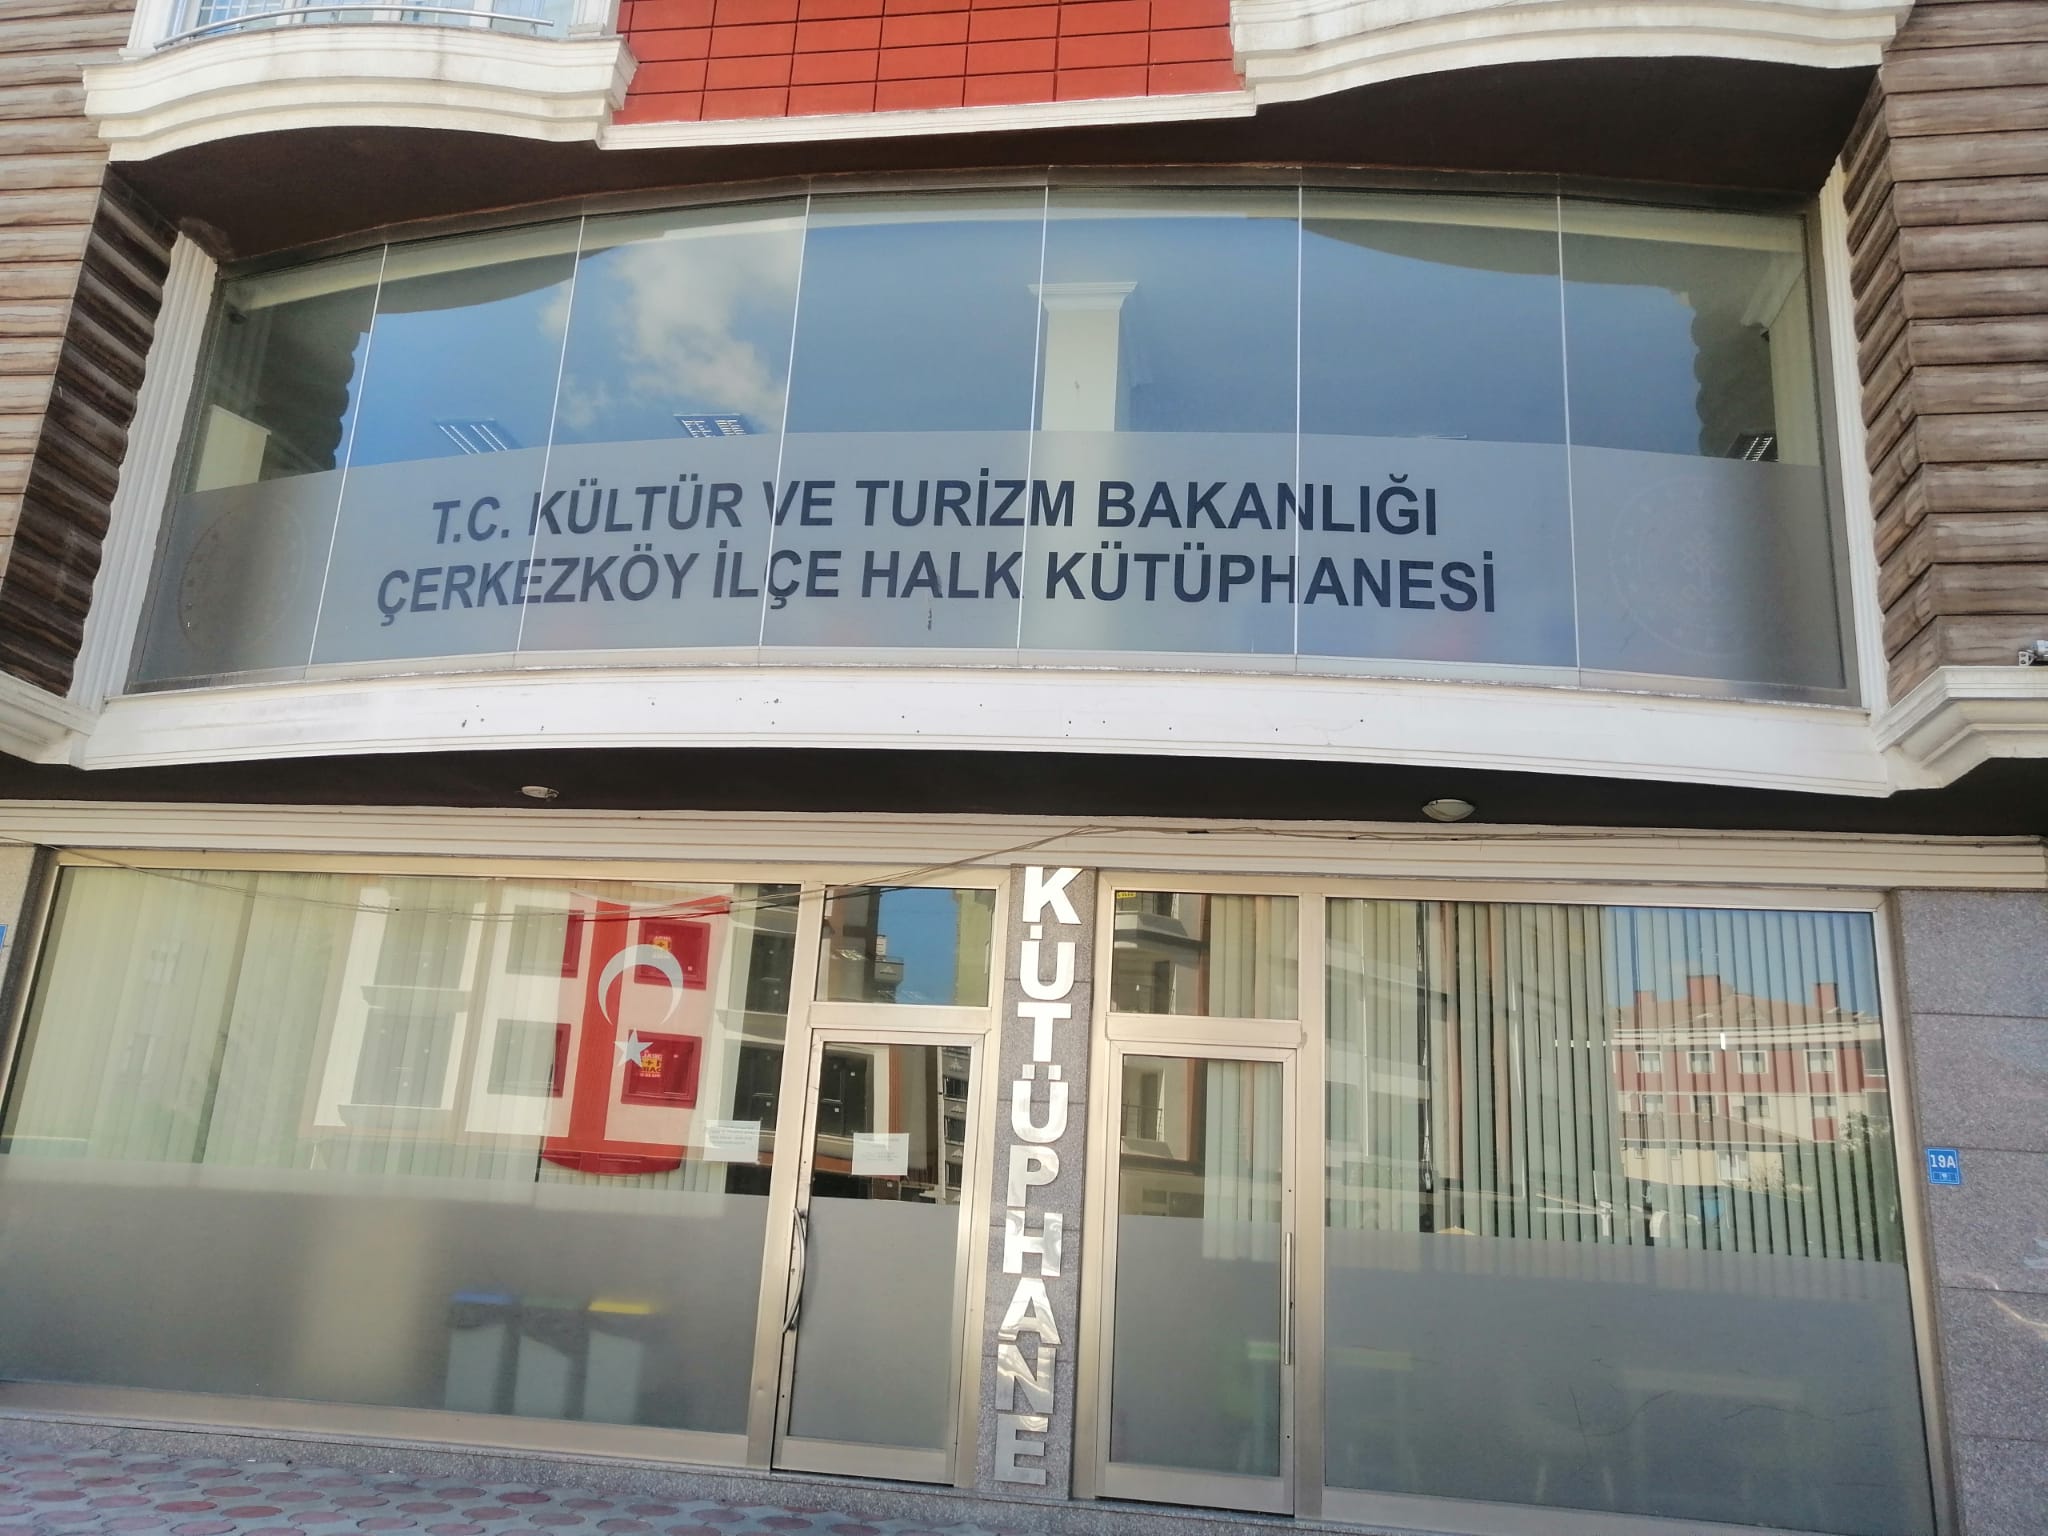 T.C. KÜLTÜR VE TURİZM BAKANLIĞI
ÇERKEZKÖY İLÇE HALK KÜTÜPHANESİ
KÜTÜPHANE
19A